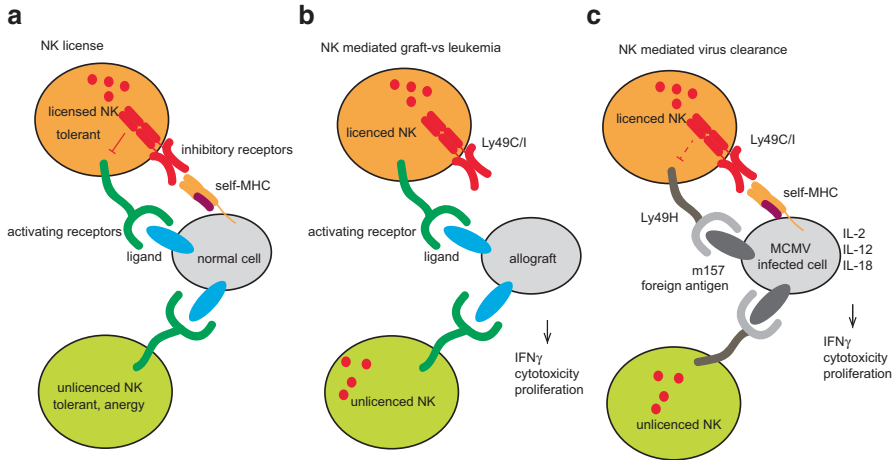 a
NK license
licensed NK
tolerant
inhibitory receptors
self-MHC
activating receptors
ligand
normal cell
unlicenced NK
tolerant, anergy
b
NK mediated graft-vs leukemia
licenced NK
Ly49C/I
activating receptor
ligand
allograft
IFNγ
cytotoxicity
proliferation
unlicenced NK
c
NK mediated virus clearance
licenced NK
Ly49C/I
self-MHC
Ly49H
m157
foreign antigen
MCMV
infected cell
IL-2
IL-12
IL-18
IFNγ
cytotoxicity
proliferation
unlicenced NK